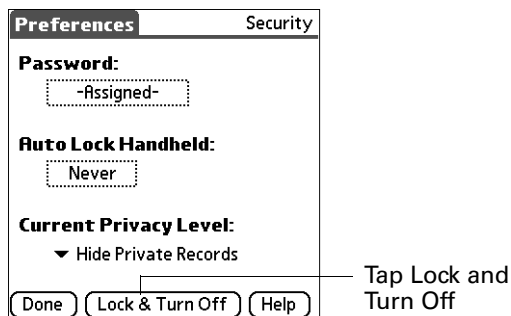 Preferences Security
Password:
-Assigned-
Auto Lock Handheld:
Never
Current Privacy Level:
Hide Private Records
Done Lock & Turn Off Help
Tap Lock and
Turn Off